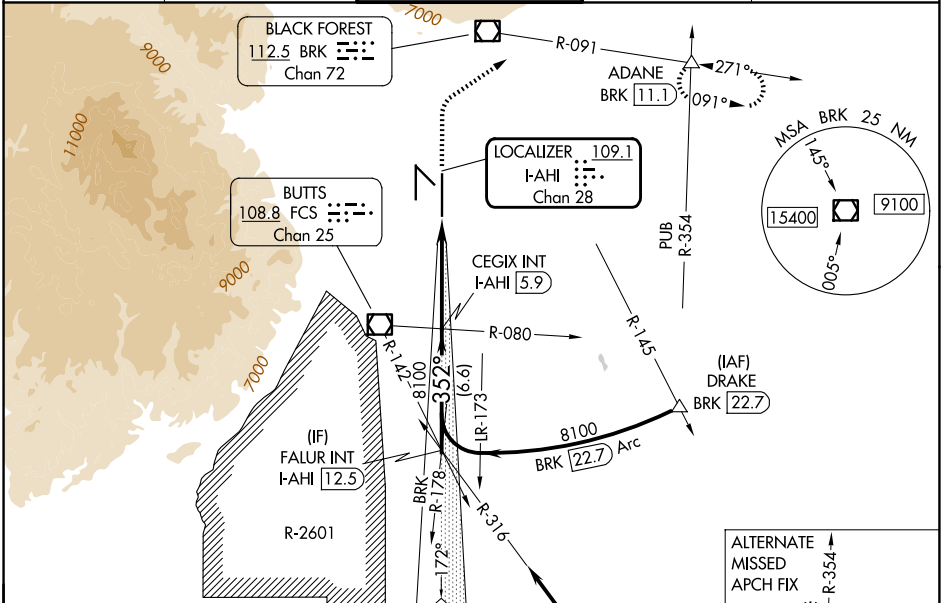 7000
9000
11000
BLACK FOREST
112.5 BRK
Chan 72
R-091
ADANE
BRK 11.1
271°
091°
MSA BRK 25 NM
145°
15400
9100
005°
LOCALIZER 109.1
I-AHI
Chan 28
BUTTS
108.8 FCS
Chan 25
PUB
R-354
9000
CEGIX INT
I-AHI 5.9
R-080
R-145
7000
R-142
8100
352°
(6.6)
LR-173
(IAF)
DRAKE
BRK 22.7
8100
BRK 22.7 Arc
(IF)
FALUR INT
I-AHI 12.5
BRK
R-178
R-316
R-2601
172°
ALTERNATE
MISSED
APCH FIX
R-354